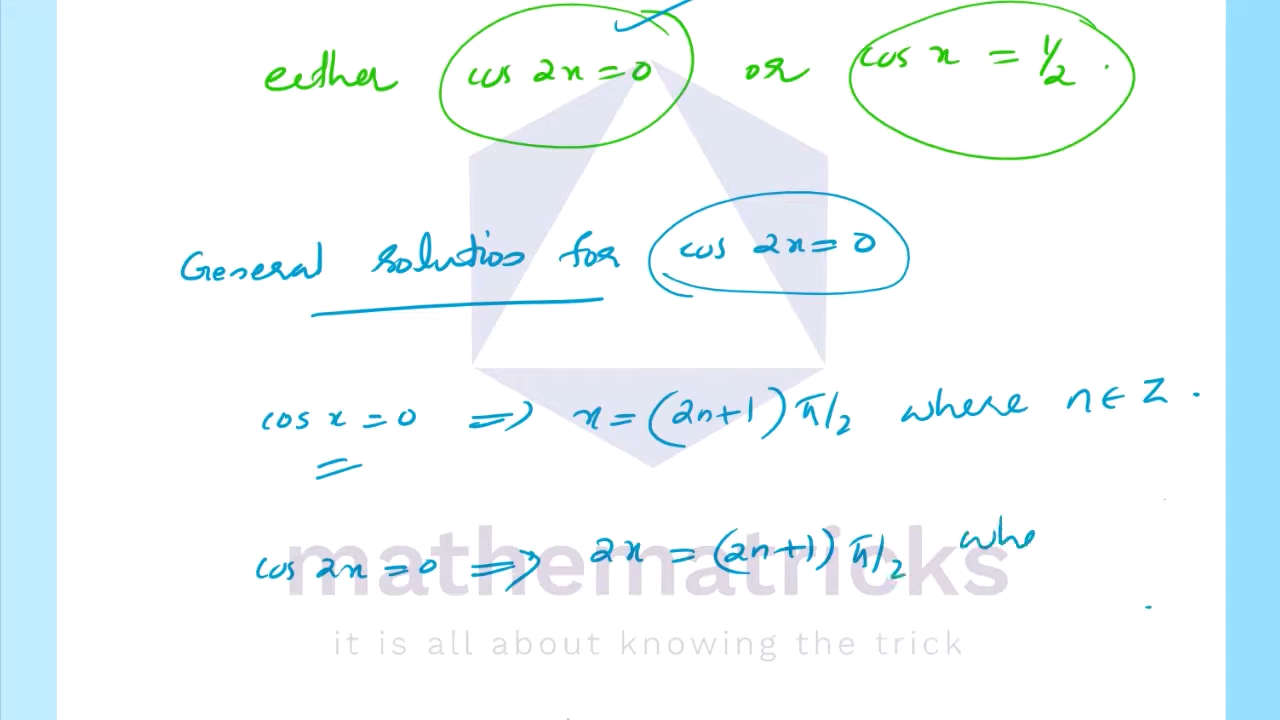 either cos 2x = 0 or cos x = 1/2 .
General solution for cos 2x = 0
cos x = 0 ⟹ x = (2n+1) π/2 where n ∈ Z .
cos 2x = 0 ⟹ 2x = (2n+1) π/2 whe
mathematricks
it is all about knowing the trick